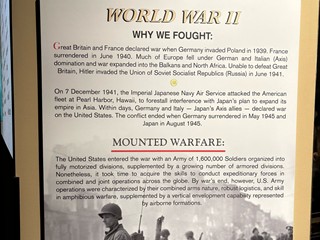 WORLD WAR II
WHY WE FOUGHT:
Great Britain and France declared war when Germany invaded Poland in 1939. France
surrendered in June 1940. Much of Europe fell under German and Italian (Axis)
domination and war expanded into the Balkans and North Africa. Unable to defeat Great
Britain, Hitler invaded the Union of Soviet Socialist Republics (Russia) in June 1941.
On 7 December 1941, the Imperial Japanese Navy Air Service attacked the American
fleet at Pearl Harbor, Hawaii, to forestall interference with Japan's plan to expand its
empire in Asia. Within days, Germany and Italy — Japan's Axis allies — declared war
on the United States. The conflict ended when Germany surrendered in May 1945 and
Japan in August 1945.
MOUNTED WARFARE:
The United States entered the war with an Army of 1,600,000 Soldiers organized into
fully motorized divisions, supplemented by a growing number of armored divisions.
Nonetheless, it took time to acquire the skills to conduct expeditionary forces in
combined and joint operations across the globe. By war's end, however, U.S. Army
operations were characterized by their combined arms nature, robust logistics, and skill
in amphibious warfare, supplemented by a vertical envelopment capability represented
by airborne formations.